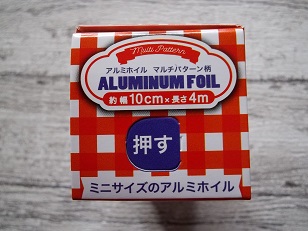 Multi Pattern
アルミホイル マルチパターン柄
ALUMINUM FOIL
約 幅10cm×長さ4m
押す
ミニサイズのアルミホイル